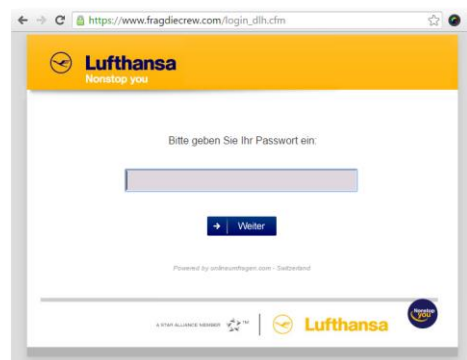 https://www.fragdiecrew.com/login_dlh.cfm
Lufthansa
Nonstop you
Bitte geben Sie Ihr Passwort ein:
Weiter
Powered by onlineumfragen.com - Switzerland
A STAR ALLIANCE MEMBER TM
Lufthansa
Nonstop you